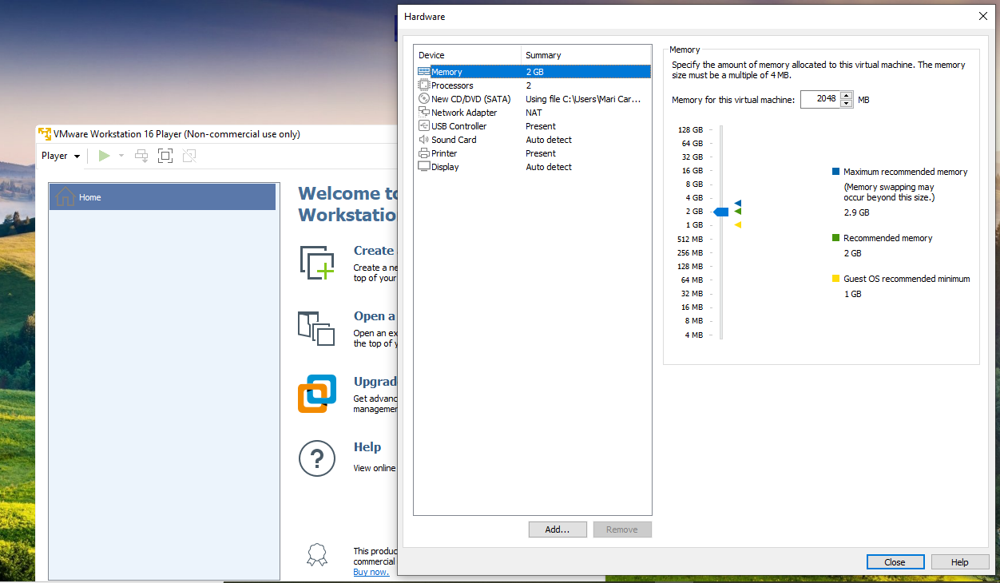 Hardware
Device Summary
Memory 2 GB
Processors 2
New CD/DVD (SATA) Using file C:\Users\Mari Car...
Network Adapter NAT
USB Controller Present
Sound Card Auto detect
Printer Present
Display Auto detect
Add...
Remove
Memory
Specify the amount of memory allocated to this virtual machine. The memory
size must be a multiple of 4 MB.
Memory for this virtual machine: 2048 MB
128 GB
64 GB
32 GB
16 GB
8 GB
4 GB
2 GB
1 GB
512 MB
256 MB
128 MB
64 MB
32 MB
16 MB
8 MB
4 MB
Maximum recommended memory
(Memory swapping may
occur beyond this size.)
2.9 GB
Recommended memory
2 GB
Guest OS recommended minimum
1 GB
Close
Help
VMware Workstation 16 Player (Non-commercial use only)
Player
Home
Welcome to
Workstatio
Create
Create a ne
top of your
Open a
Open an ex
the top of y
Upgrad
Get advanc
managemer
Help
View online
?
This produc
commercial
Buy now.